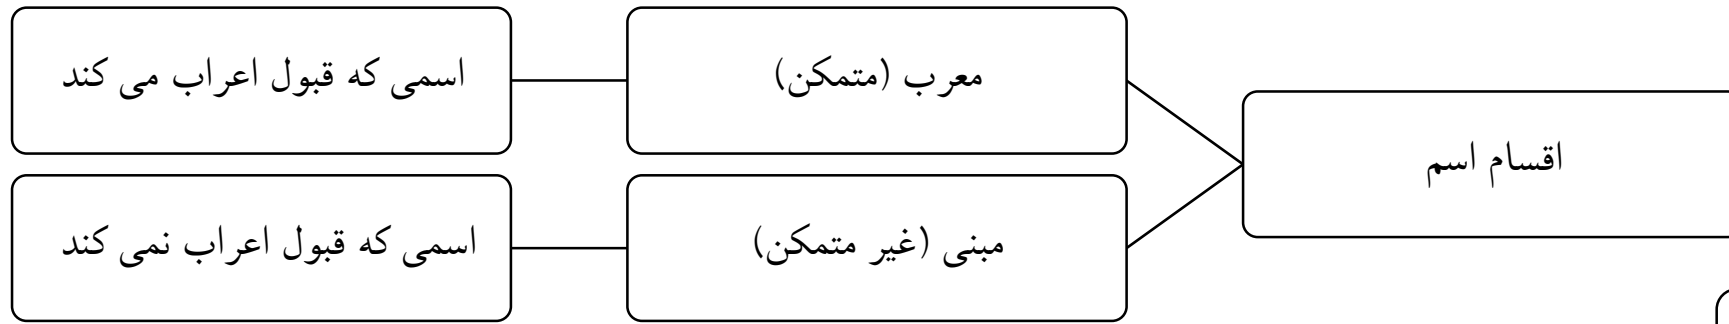 اقسام اسم
معرب (متمکن)
اسمی که قبول اعراب می کند
مبنی (غیر متمکن)
اسمی که قبول اعراب نمی کند